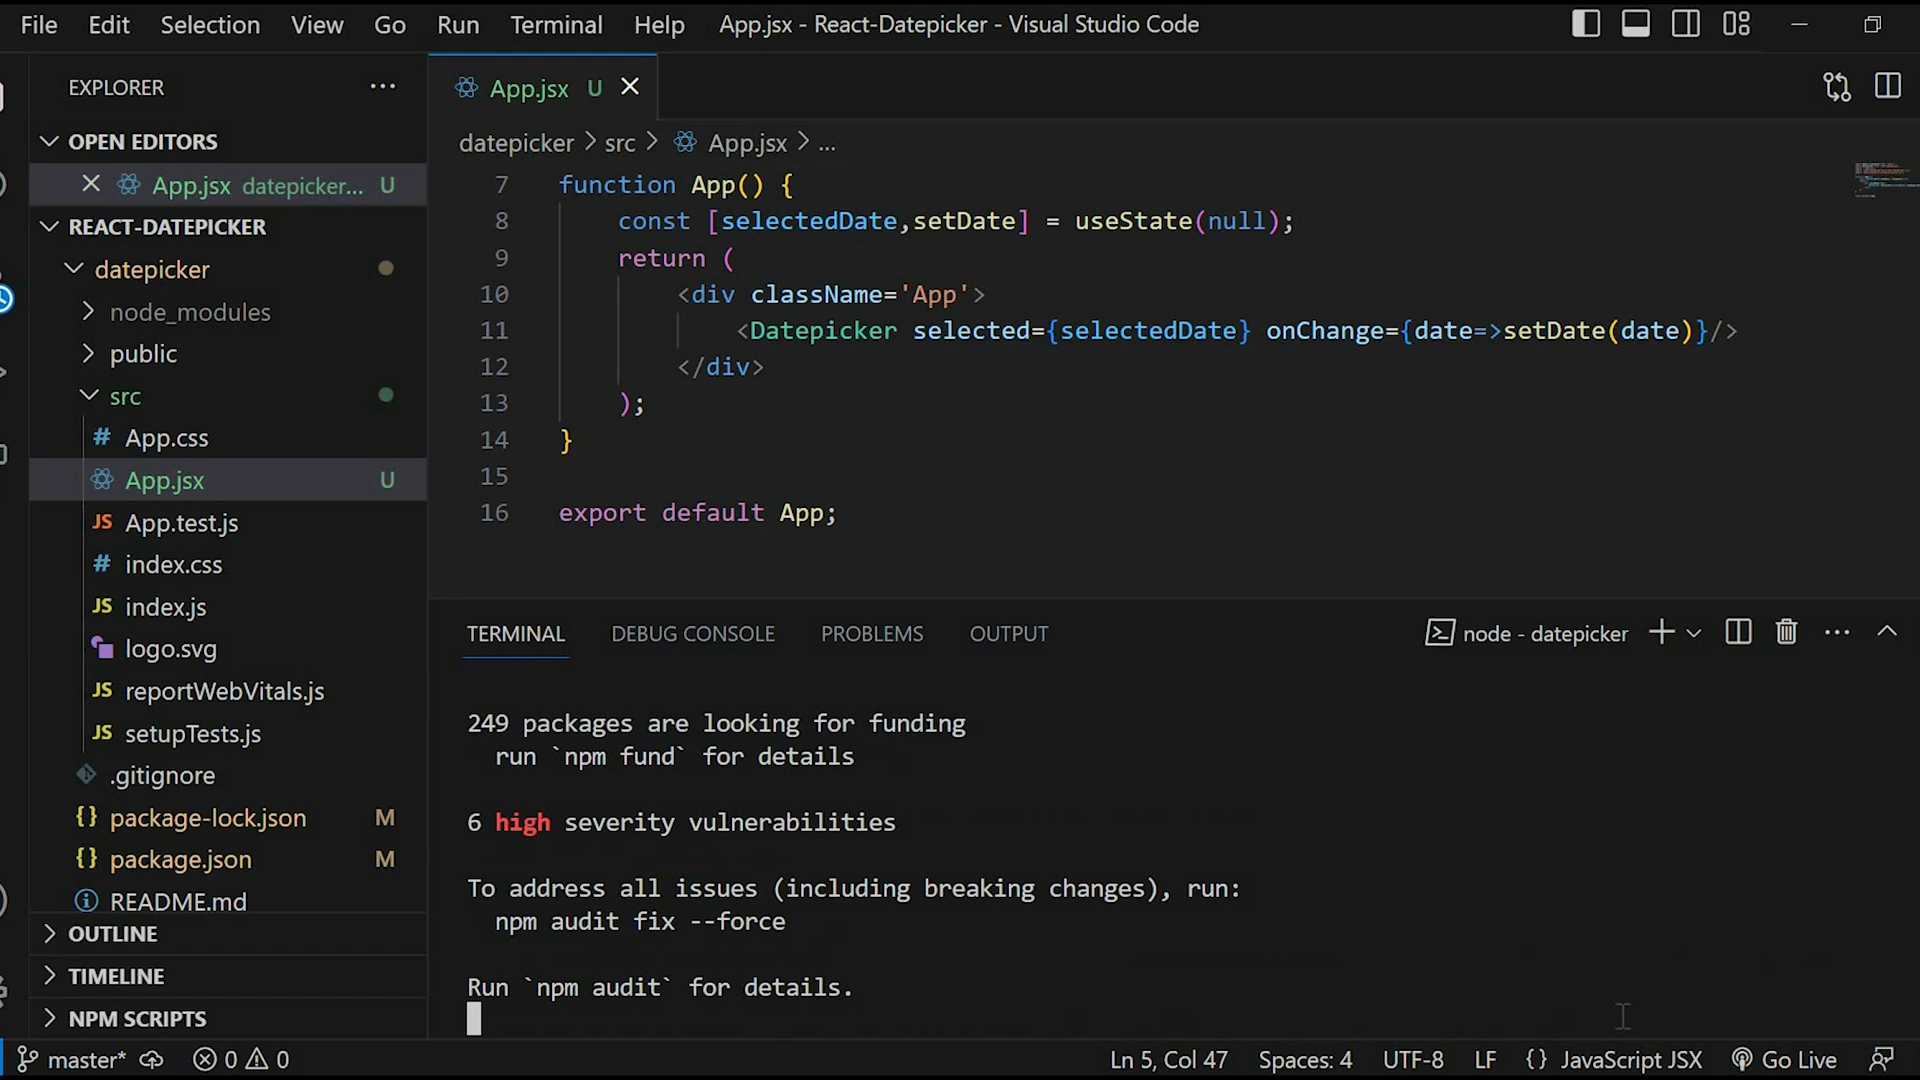 File Edit Selection View Go Run Terminal Help App.jsx - React-Datepicker - Visual Studio Code
EXPLORER ...
OPEN EDITORS
App.jsx datepicker... U
REACT-DATEPICKER
datepicker
node_modules
public
src
App.css
App.jsx U
JS App.test.js
index.css
JS index.js
logo.svg
JS reportWebVitals.js
JS setupTests.js
.gitignore
{} package-lock.json M
{} package.json M
README.md
OUTLINE
TIMELINE
NPM SCRIPTS
App.jsx U
datepicker > src > App.jsx > ...
7 function App() {
8 const [selectedDate,setDate] = useState(null);
9 return (
10 <div className='App'>
11 <Datepicker selected={selectedDate} onChange={date=>setDate(date)}/>
12 </div>
13 );
14 }
15
16 export default App;
TERMINAL DEBUG CONSOLE PROBLEMS OUTPUT node - datepicker
249 packages are looking for funding
run `npm fund` for details
6 high severity vulnerabilities
To address all issues (including breaking changes), run:
npm audit fix --force
Run `npm audit` for details.
master* 0 0 Ln 5, Col 47 Spaces: 4 UTF-8 LF {} JavaScript JSX Go Live